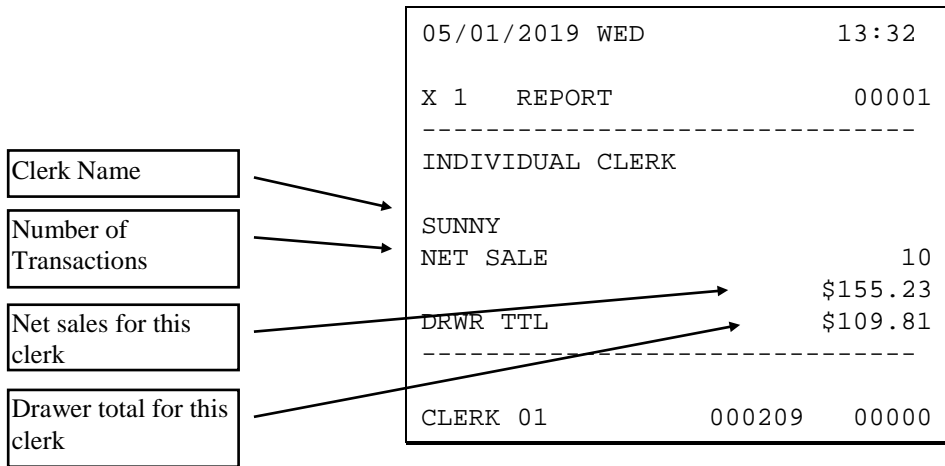 05/01/2019 WED 13:32
X 1 REPORT 00001
--------------------------------
INDIVIDUAL CLERK
SUNNY
NET SALE 10
$155.23
DRWR TTL $109.81
--------------------------------
CLERK 01 000209 00000
Clerk Name
Number of
Transactions
Net sales for this
clerk
Drawer total for this
clerk